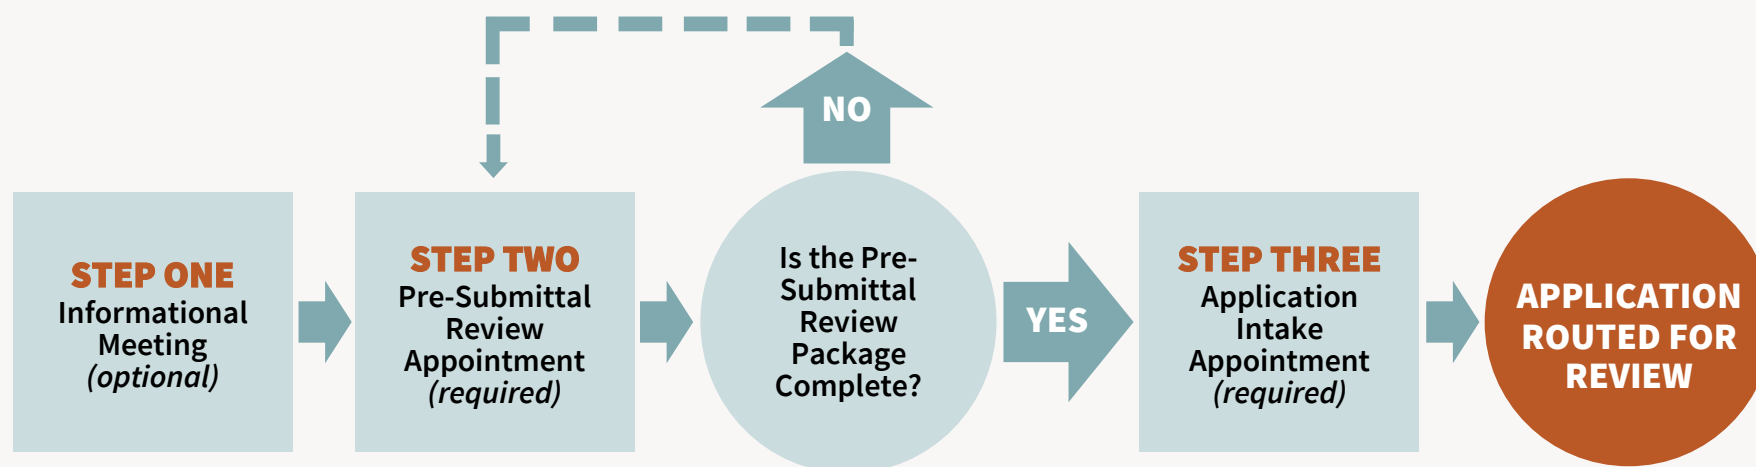 NO
STEP ONE
Informational
Meeting
(optional)
STEP TWO
Pre-Submittal
Review
Appointment
(required)
Is the Pre-
Submittal
Review
Package
Complete?
YES
STEP THREE
Application
Intake
Appointment
(required)
APPLICATION
ROUTED FOR
REVIEW